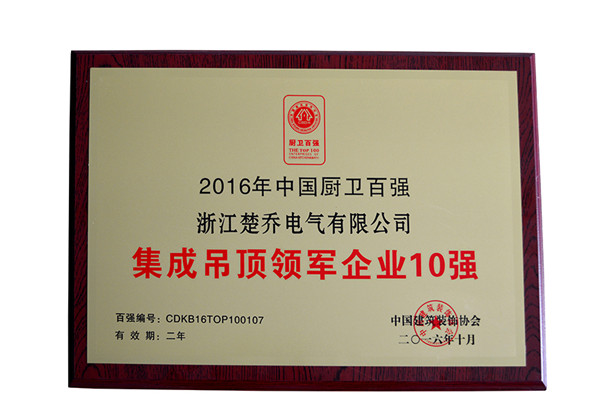 厨卫百强
THE TOP 100
2016年中国厨卫百强
浙江楚乔电气有限公司
集成吊顶领军企业10强
百强编号：CDKB16TOP100107
有 效 期：二年
中国建筑装饰协会
二〇一六年十月